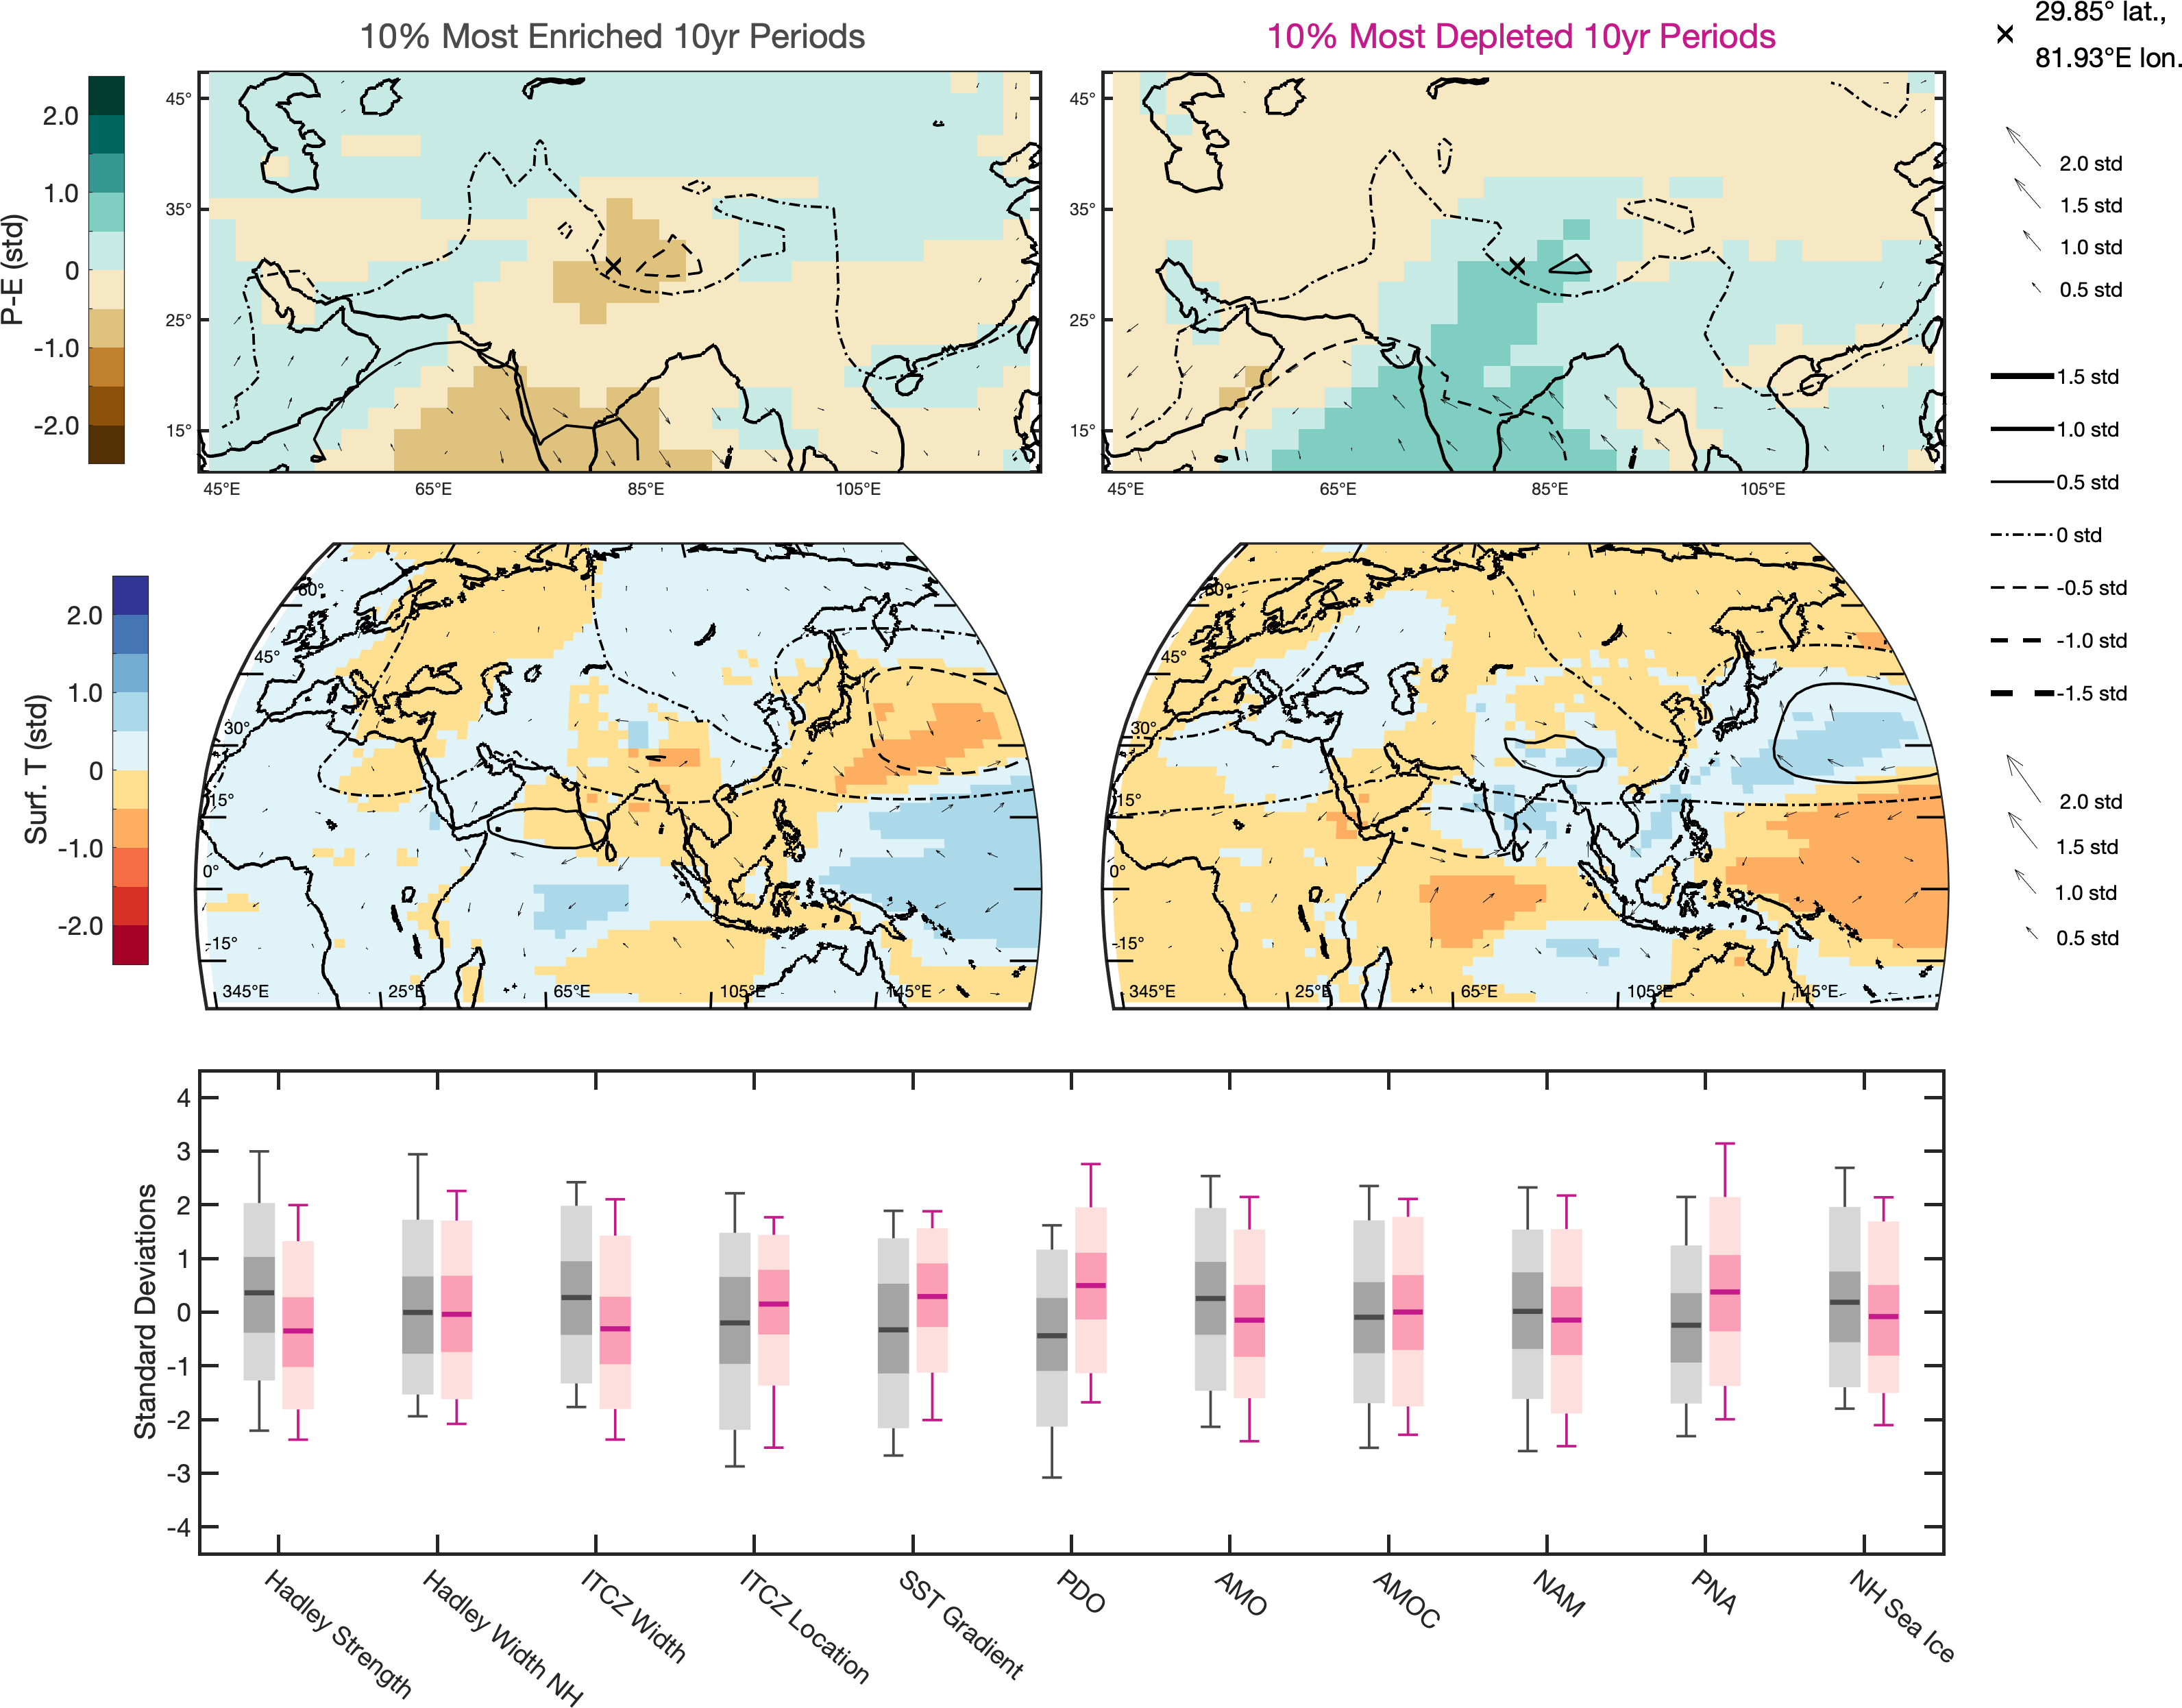 10% Most Enriched 10yr Periods
10% Most Depleted 10yr Periods
29.85° lat.,
81.93°E lon.
P-E (std)
2.0
1.0
0
-1.0
-2.0
45°
35°
25°
15°
45°E
65°E
85°E
105°E
45°
35°
25°
15°
45°E
65°E
85°E
105°E
2.0 std
1.5 std
1.0 std
0.5 std
1.5 std
1.0 std
0.5 std
0 std
-0.5 std
-1.0 std
-1.5 std
2.0 std
1.5 std
1.0 std
0.5 std
Surf. T (std)
2.0
1.0
0
-1.0
-2.0
60°
45°
30°
15°
0°
-15°
345°E
25°E
65°E
105°E
145°E
60°
45°
30°
15°
0°
-15°
345°E
25°E
65°E
105°E
145°E
Standard Deviations
4
3
2
1
0
-1
-2
-3
-4
Hadley Strength
Hadley Width NH
ITCZ Width
ITCZ Location
SST Gradient
PDO
AMO
AMOC
NAM
PNA
NH Sea Ice